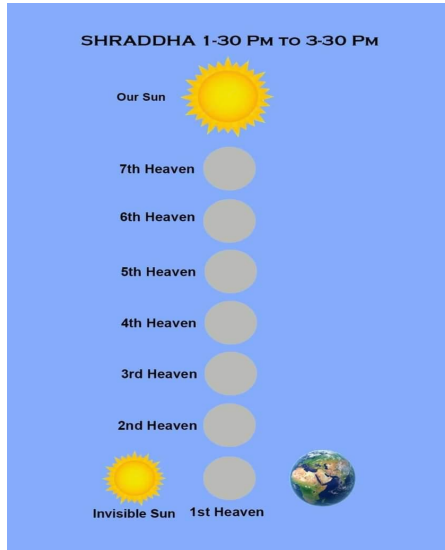 SHRADDHA 1-30 PM TO 3-30 PM
Our Sun
7th Heaven
6th Heaven
5th Heaven
4th Heaven
3rd Heaven
2nd Heaven
Invisible Sun
1st Heaven